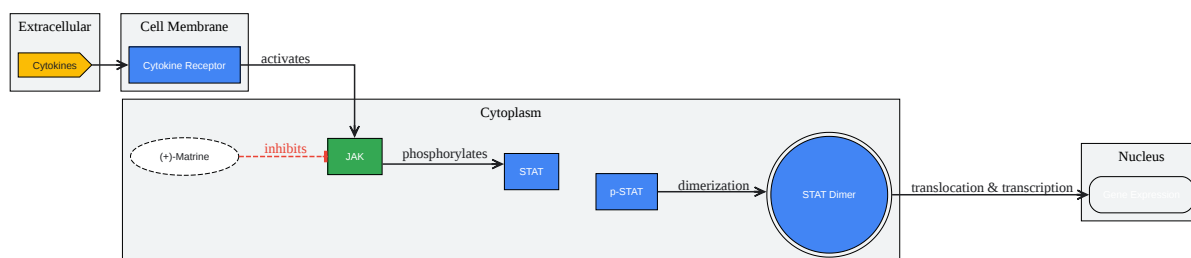 Extracellular
Cell Membrane
Cytokines
Cytokine Receptor
activates
Cytoplasm
(+)-Matrine
inhibits
JAK
phosphorylates
STAT
p-STAT
dimerization
STAT Dimer
translocation & transcription
Nucleus
Gene Expression